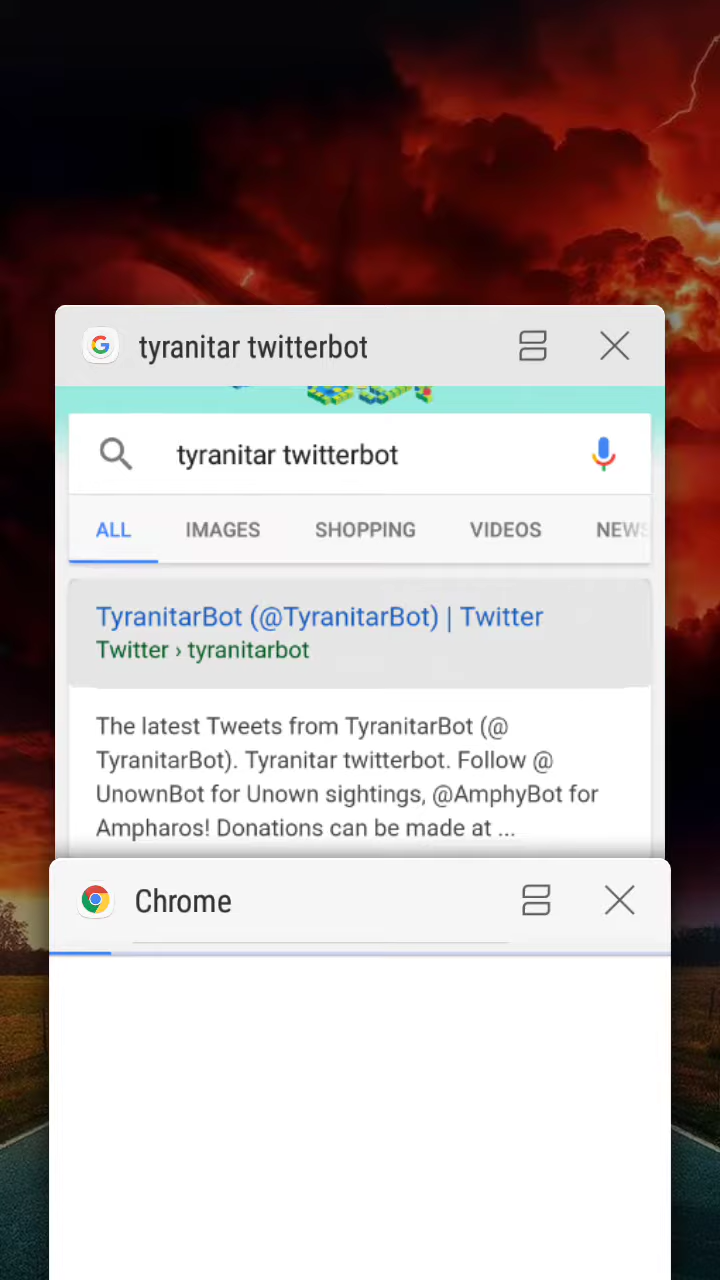 tyranitar twitterbot
tyranitar twitterbot
ALL IMAGES SHOPPING VIDEOS NEWS
TyranitarBot (@TyranitarBot) | Twitter
Twitter › tyranitarbot
The latest Tweets from TyranitarBot (@
TyranitarBot). Tyranitar twitterbot. Follow @
UnownBot for Unown sightings, @AmphyBot for
Ampharos! Donations can be made at ...
Chrome